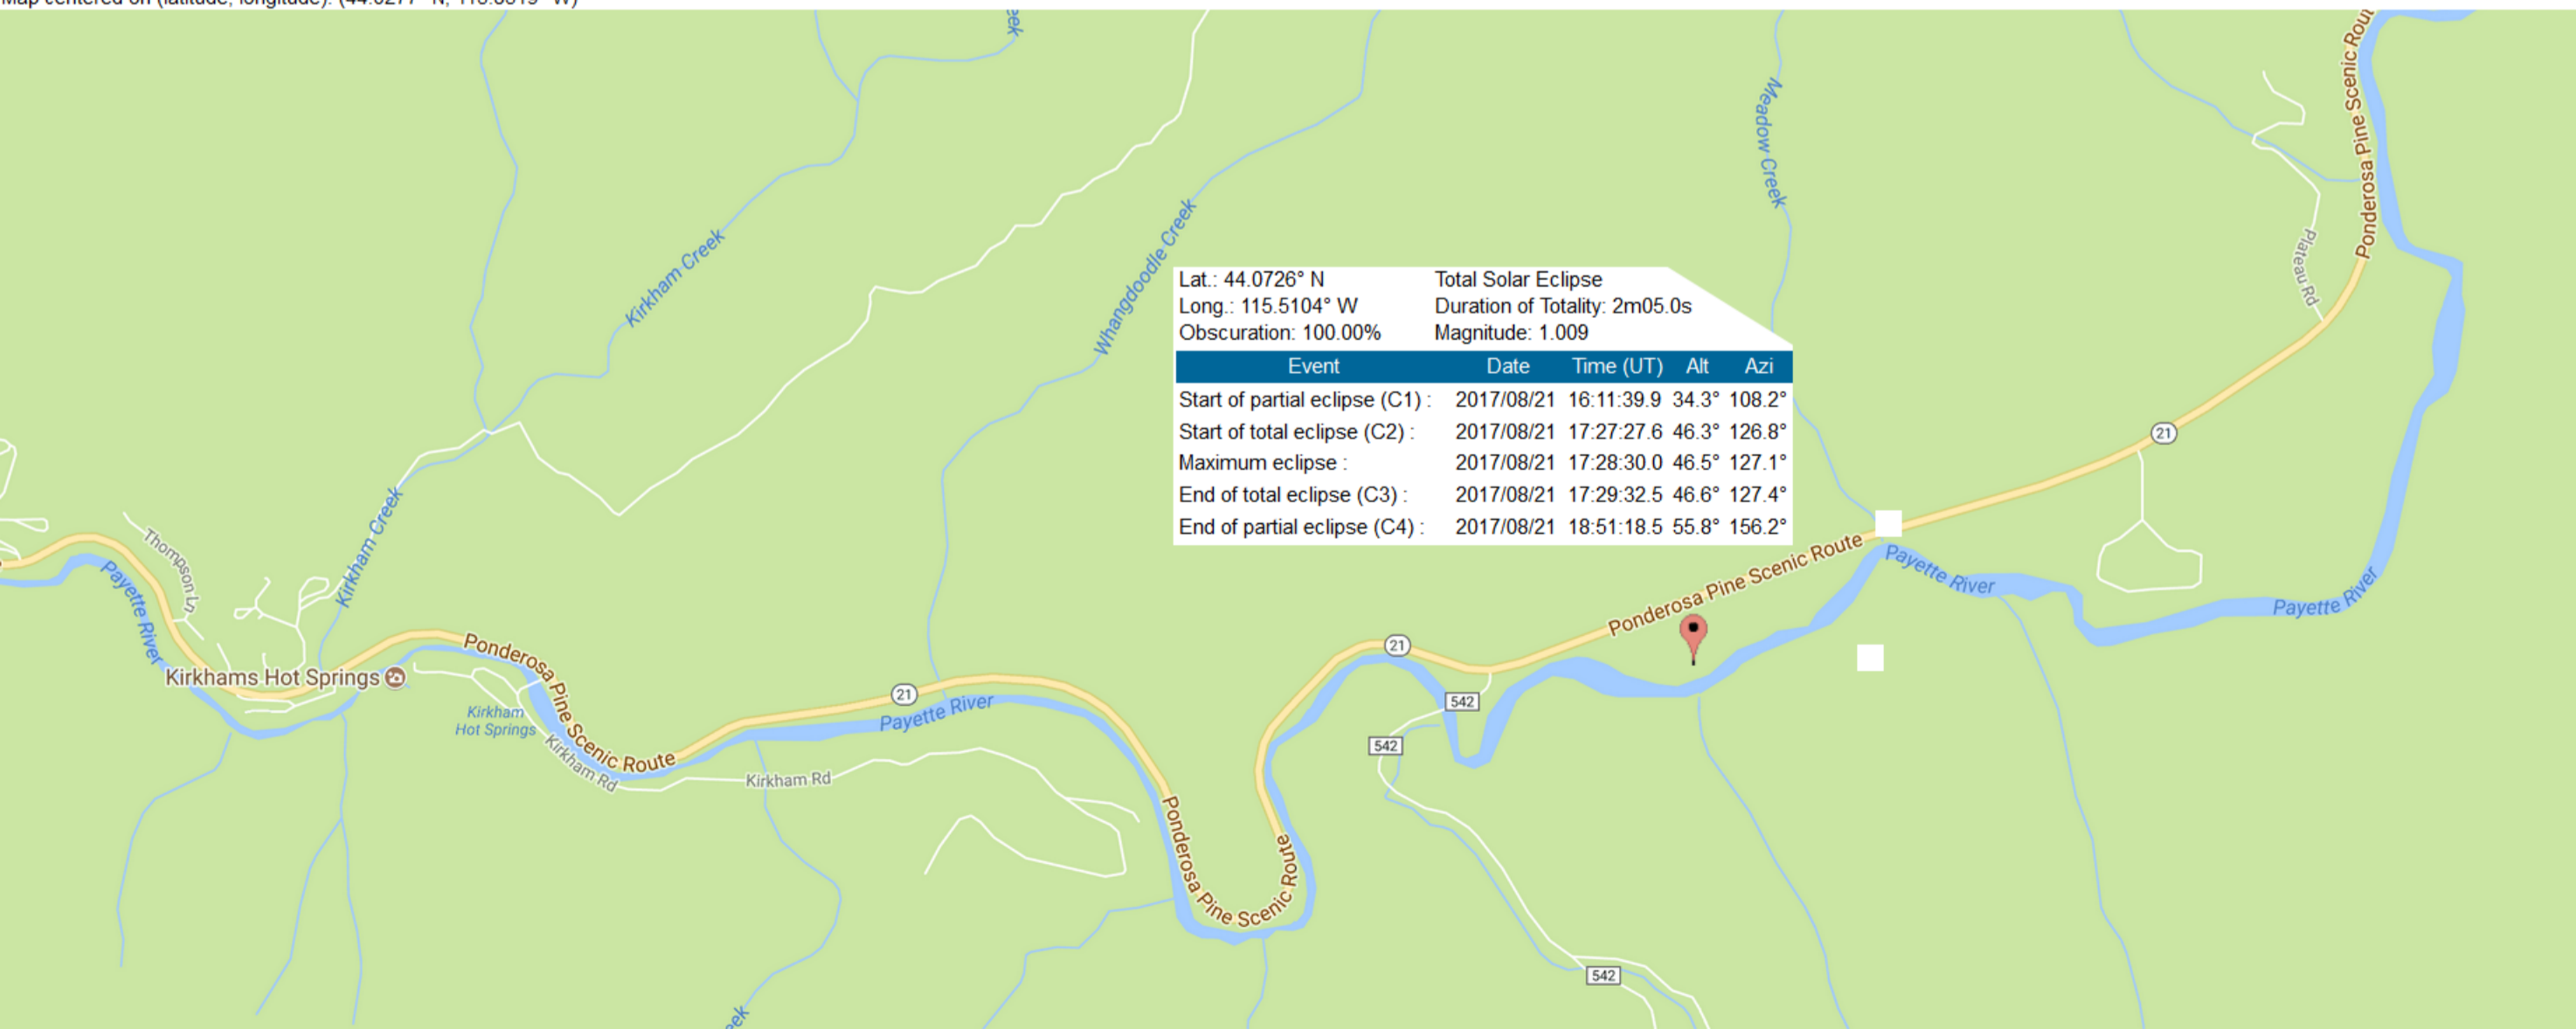 Ponderosa Pine Scenic Rout
Meadow Creek
Ponderosa Pine Scenic Route
Plateau Rd
Kirkham Creek
Whangdoodle Creek
Lat.: 44.0726° N Total Solar Eclipse
Long.: 115.5104° W Duration of Totality: 2m05.0s
Obscuration: 100.00% Magnitude: 1.009
Event Date Time (UT) Alt Azi
Start of partial eclipse (C1) : 2017/08/21 16:11:39.9 34.3° 108.2°
Start of total eclipse (C2) : 2017/08/21 17:27:27.6 46.3° 126.8°
Maximum eclipse : 2017/08/21 17:28:30.0 46.5° 127.1°
End of total eclipse (C3) : 2017/08/21 17:29:32.5 46.6° 127.4°
End of partial eclipse (C4) : 2017/08/21 18:51:18.5 55.8° 156.2°
21
Kirkham Creek
Thompson Ln
Payette River
Ponderosa Pine Scenic Route
Payette River
Payette River
21
Kirkhams Hot Springs
Ponderosa Pine Scenic Route
21
Payette River
542
Kirkham
Hot Springs
Kirkham Rd
Kirkham Rd
542
Ponderosa Pine Scenic Route
542
eek
eek